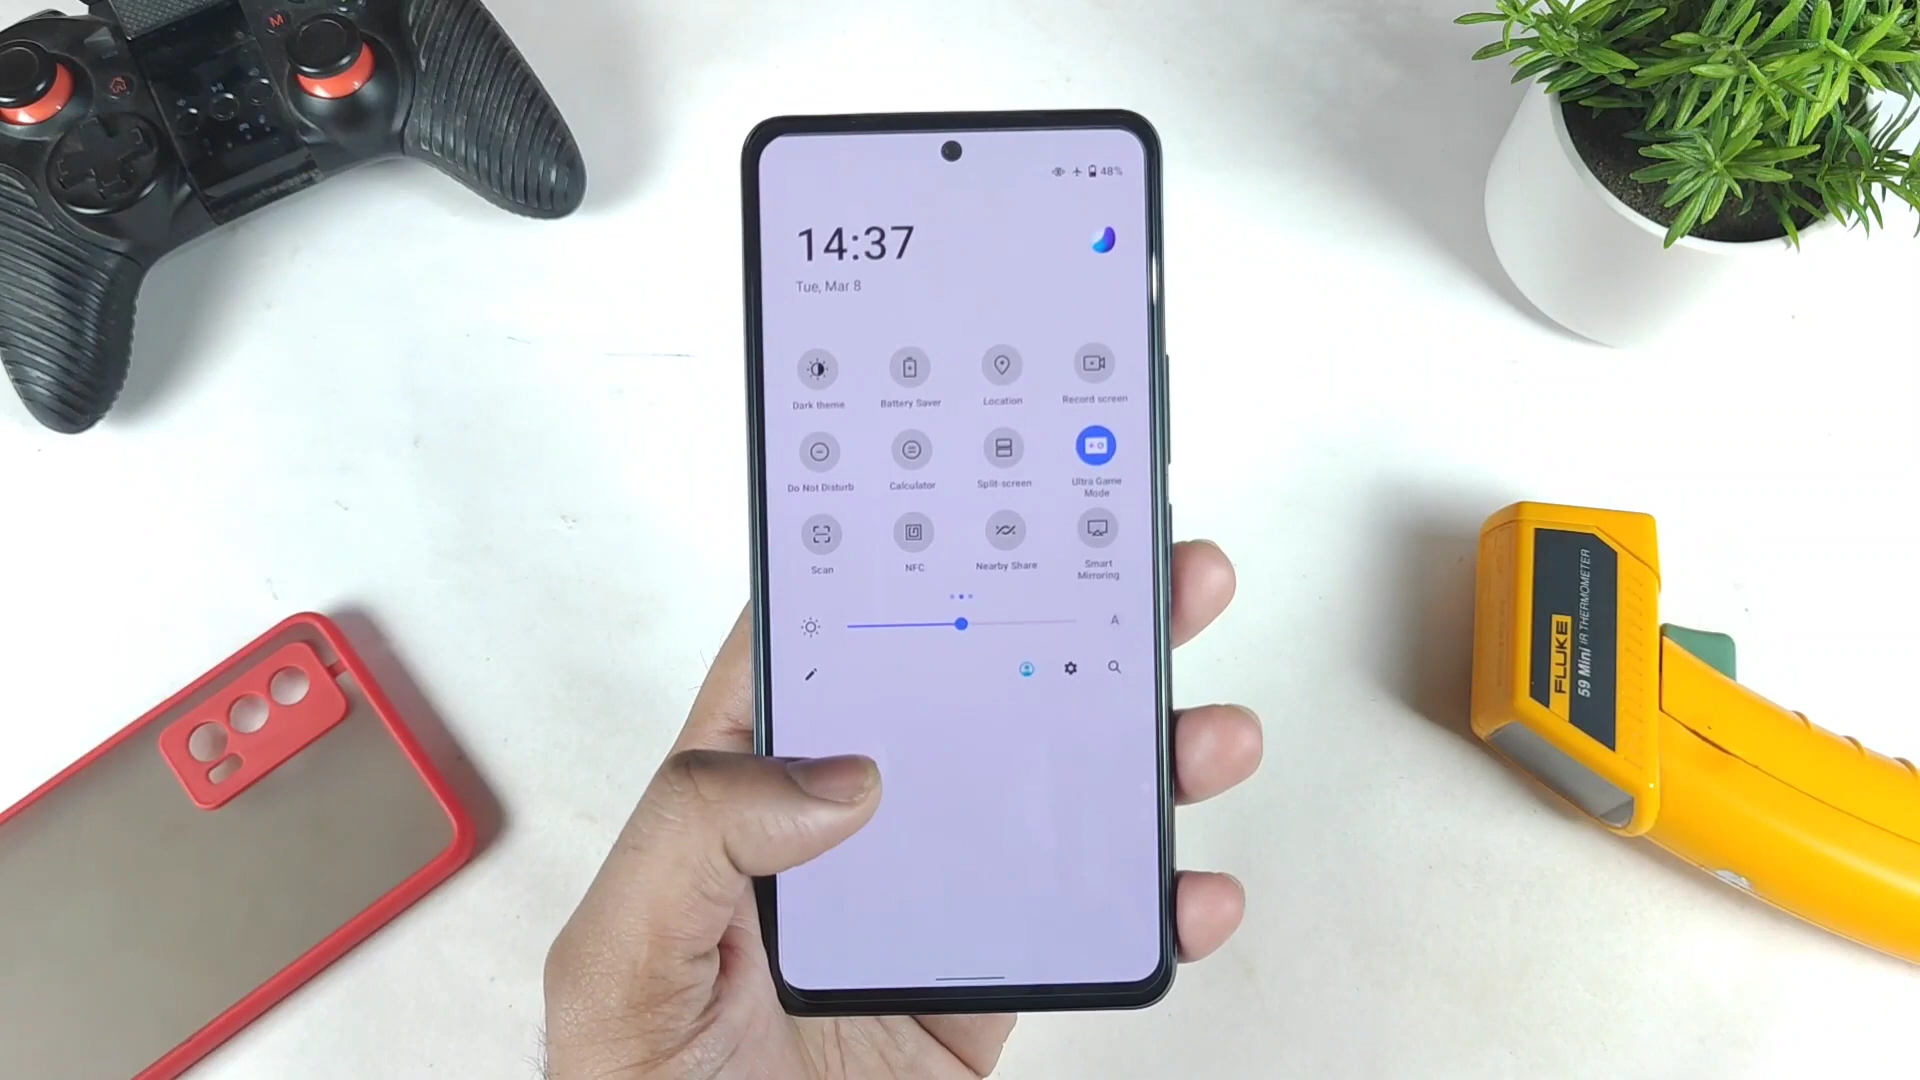 M
48%
14:37
Tue, Mar 8
Dark theme
Battery Saver
Location
Record screen
Do Not Disturb
Calculator
Split-screen
Ultra Game
Mode
Scan
NFC
Nearby Share
Smart
Mirroring
A
FLUKE
59 Mini IR THERMOMETER